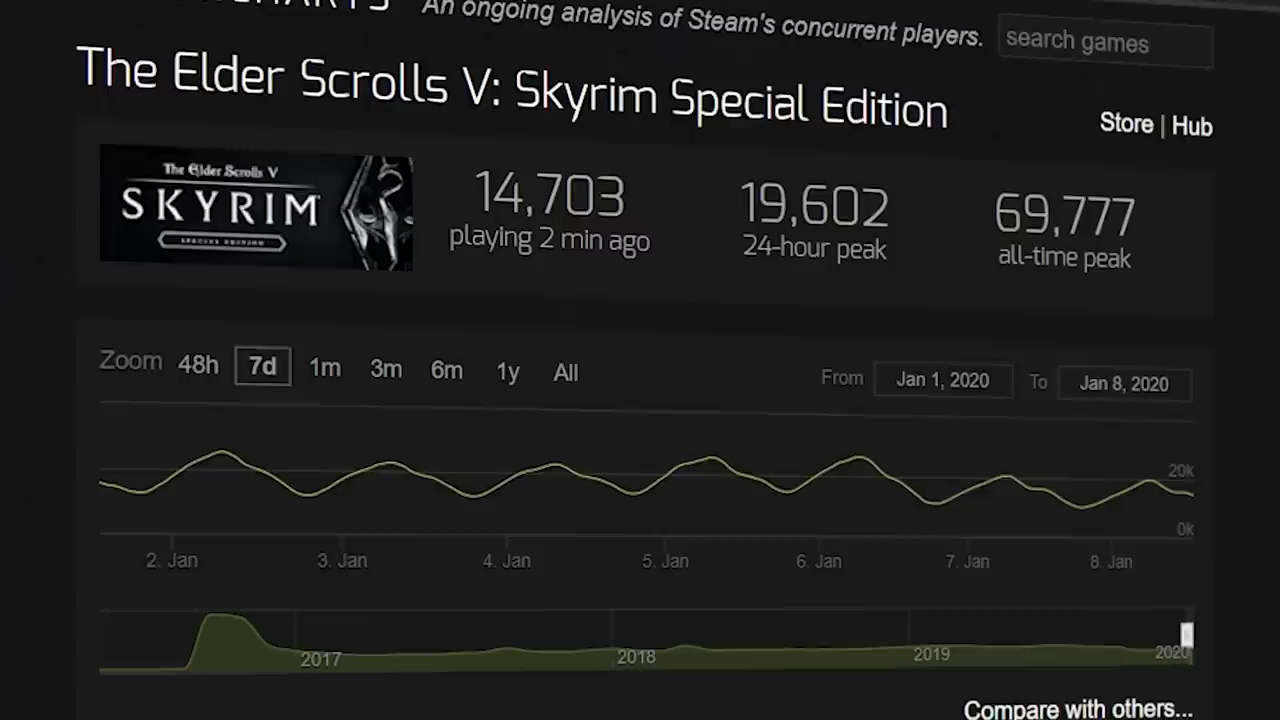 An ongoing analysis of Steam's concurrent players.
search games
The Elder Scrolls V: Skyrim Special Edition
Store | Hub
The Elder Scrolls V
SKYRIM
SPECIAL EDITION
14,703
playing 2 min ago
19,602
24-hour peak
69,777
all-time peak
Zoom 48h 7d 1m 3m 6m 1y All
From Jan 1, 2020 To Jan 8, 2020
20k
0k
2. Jan 3. Jan 4. Jan 5. Jan 6. Jan 7. Jan 8. Jan
2017 2018 2019 2020
Compare with others...